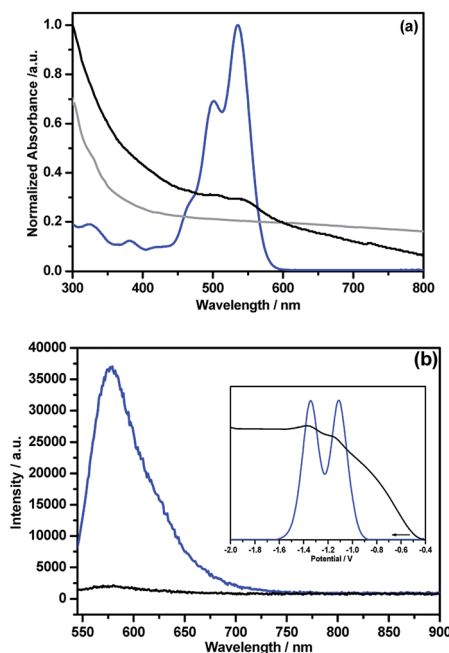 (a)
Normalized Absorbance /a.u.
1.0
0.8
0.6
0.4
0.2
0.0
300 400 500 600 700 800
Wavelength / nm
(b)
Intensity / a.u.
40000
35000
30000
25000
20000
15000
10000
5000
0
550 600 650 700 750 800 850 900
Wavelength / nm
-2.0 -1.8 -1.6 -1.4 -1.2 -1.0 -0.8 -0.6 -0.4
Potential / V